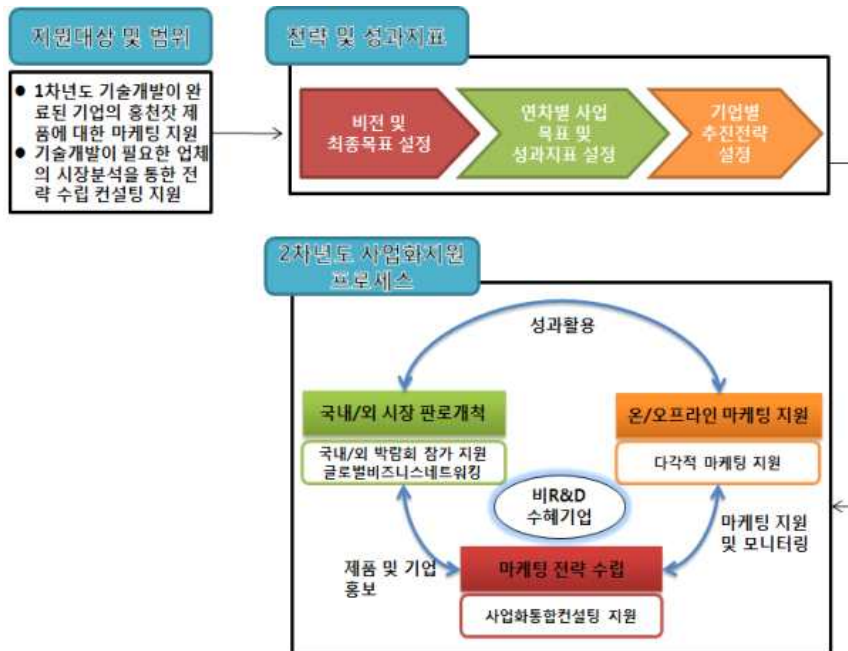 지원대상 및 범위
● 1차년도 기술개발이 완
료된 기업의 홍천잣 제
품에 대한 마케팅 지원
● 기술개발이 필요한 업체
의 시장분석을 통한 전
략 수립 컨설팅 지원
전략 및 성과지표
비전 및
최종목표 설정
연차별 사업
목표 및
성과지표 설정
기업별
추진전략
설정
2차년도 사업화지원
프로세스
성과활용
국내/외 시장 판로개척
국내/외 박람회 참가 지원
글로벌비즈니스네트워킹
온/오프라인 마케팅 지원
다각적 마케팅 지원
비R&D
수혜기업
제품 및 기업
홍보
마케팅 지원
및 모니터링
마케팅 전략 수립
사업화통합컨설팅 지원